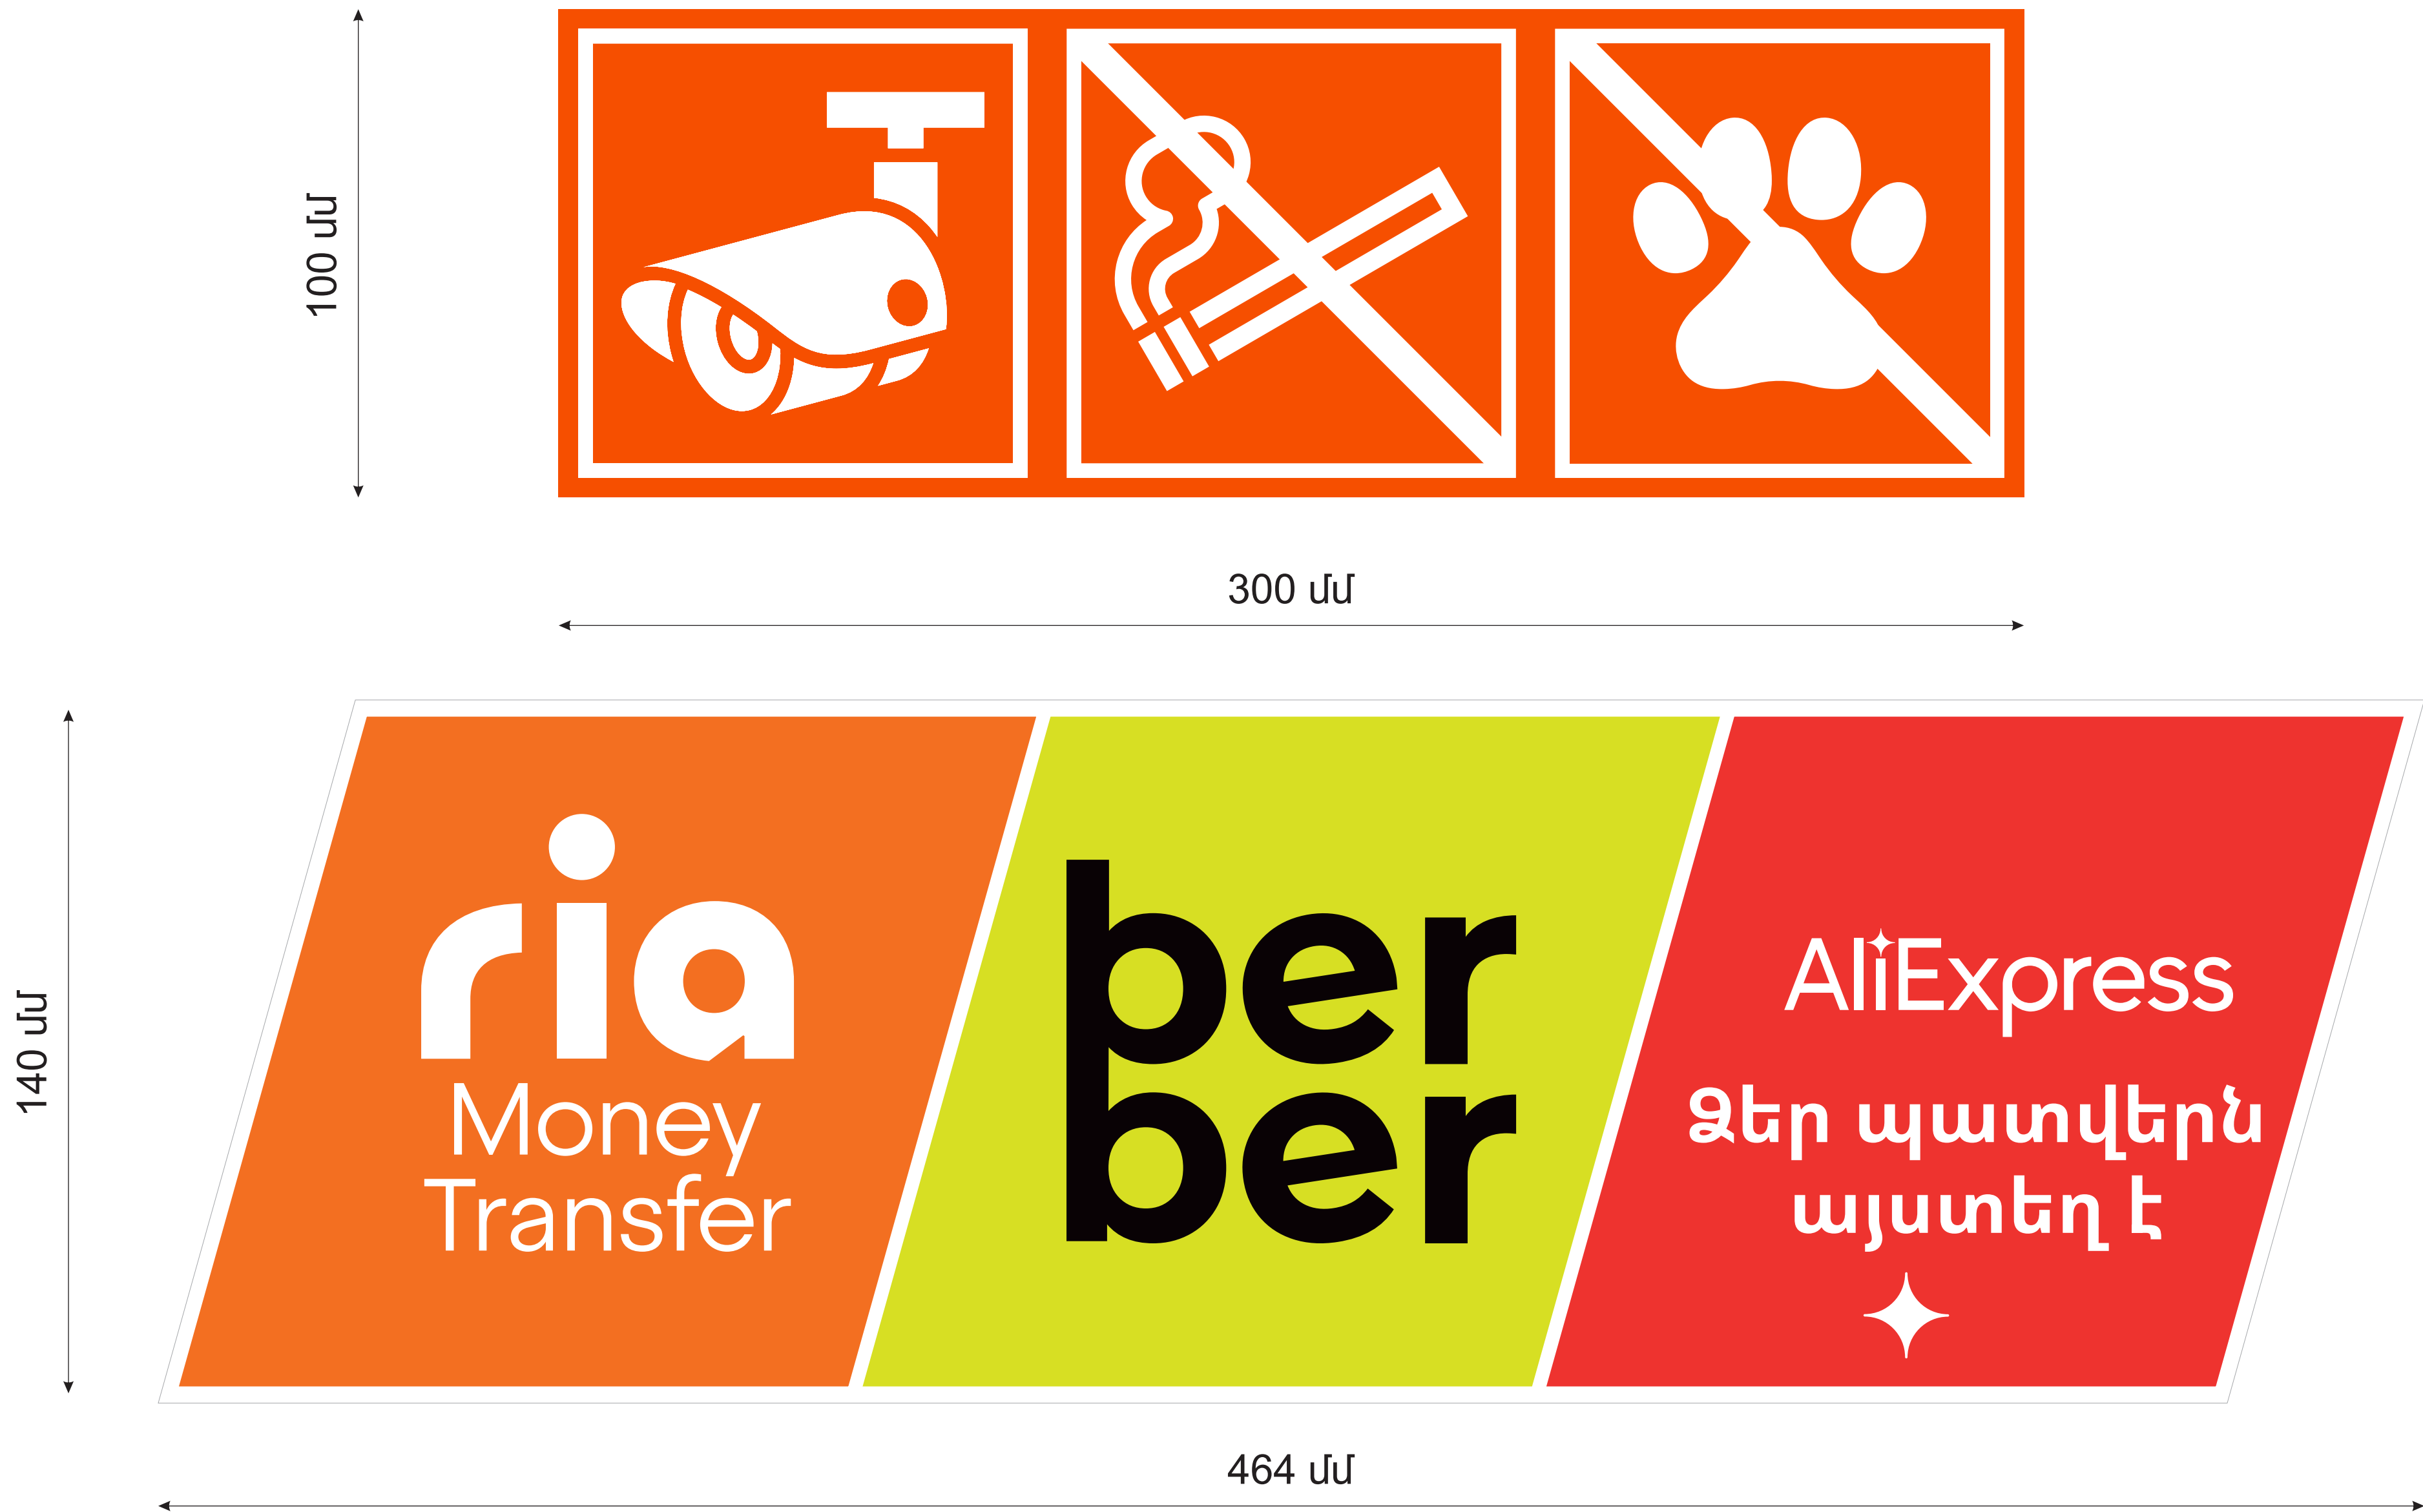 100 մմ
300 մմ
140 մմ
ria
Money
Transfer
ber
ber
AliExpress
Ձեր պատվերն
այստեղ է
464 մմ